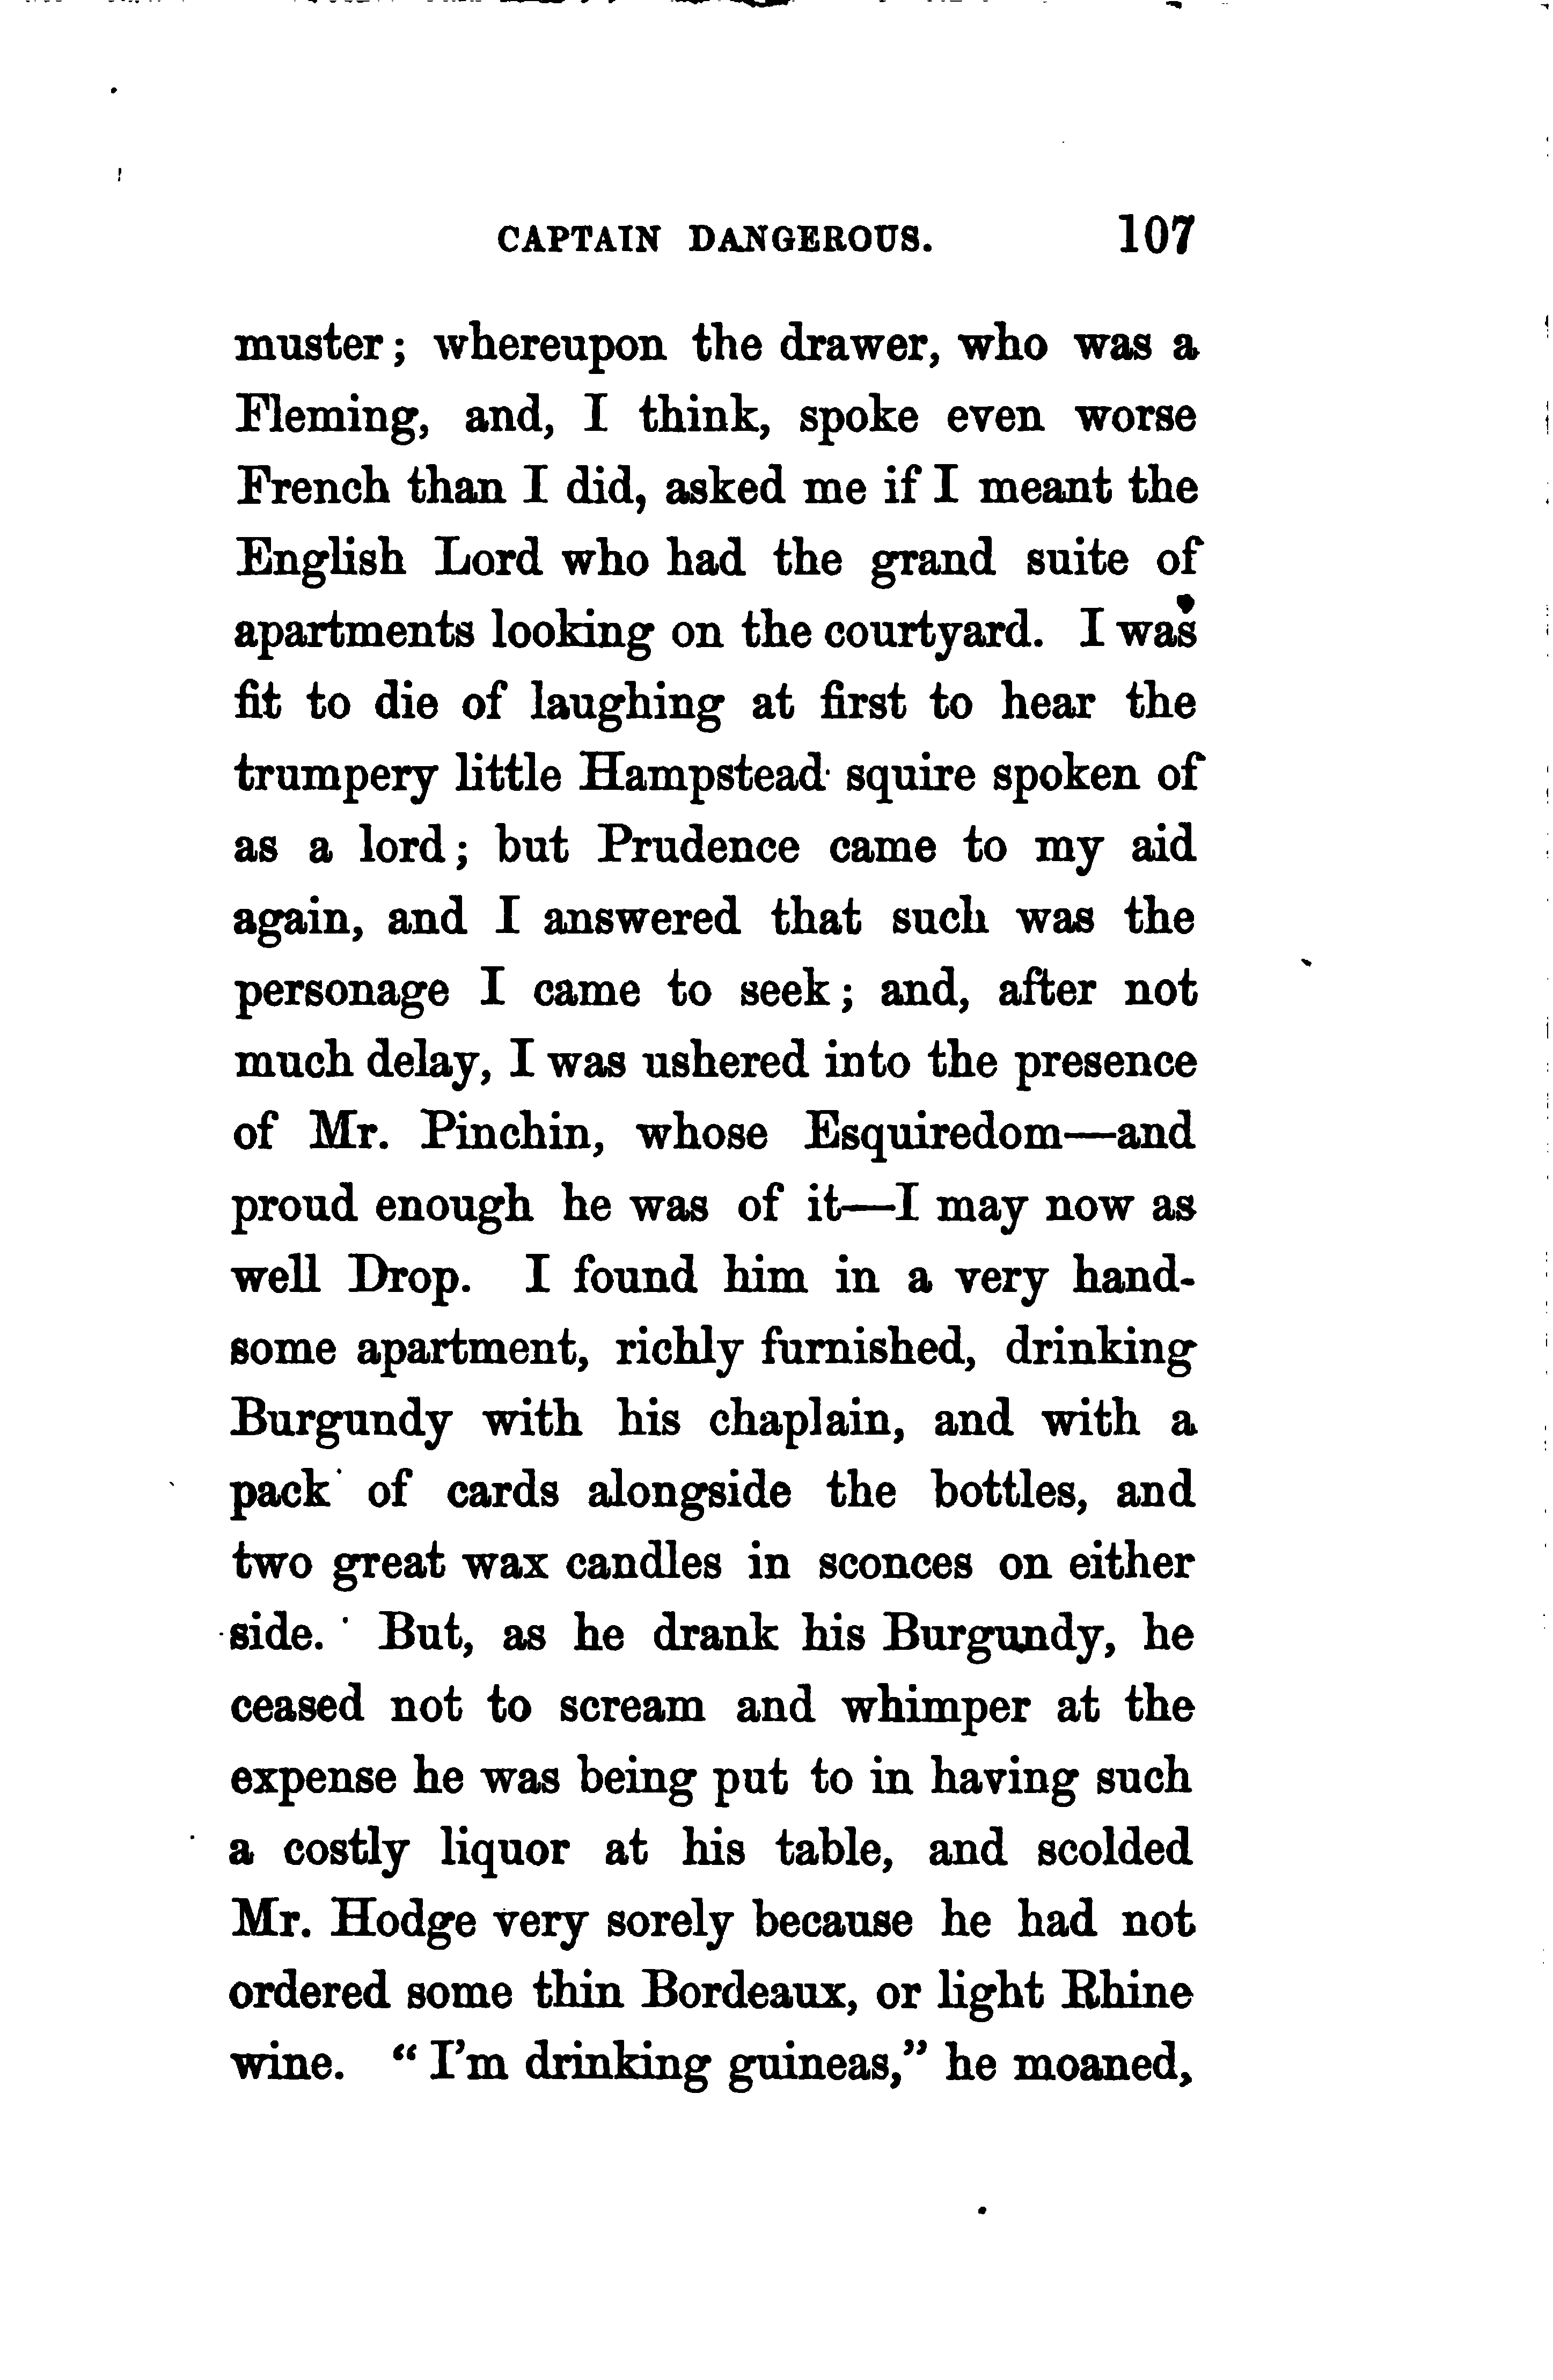 CAPTAIN DANGEROUS. 107
muster; whereupon the drawer, who was a
Fleming, and, I think, spoke even worse
French than I did, asked me if I meant the
English Lord who had the grand suite of
apartments looking on the courtyard. I was
fit to die of laughing at first to hear the
trumpery little Hampstead squire spoken of
as a lord; but Prudence came to my aid
again, and I answered that such was the
personage I came to seek; and, after not
much delay, I was ushered into the presence
of Mr. Pinchin, whose Esquiredom—and
proud enough he was of it—I may now as
well Drop. I found him in a very hand-
some apartment, richly furnished, drinking
Burgundy with his chaplain, and with a
pack of cards alongside the bottles, and
two great wax candles in sconces on either
side. But, as he drank his Burgundy, he
ceased not to scream and whimper at the
expense he was being put to in having such
a costly liquor at his table, and scolded
Mr. Hodge very sorely because he had not
ordered some thin Bordeaux, or light Rhine
wine. "I'm drinking guineas," he moaned,